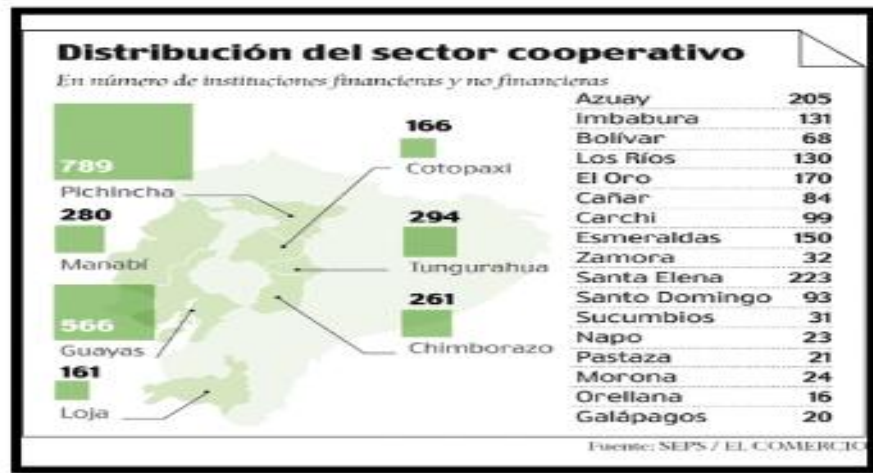 Distribución del sector cooperativo
En número de instituciones financieras y no financieras
789
Pichincha
280
Manabí
566
Guayas
161
Loja
166
Cotopaxi
294
Tungurahua
261
Chimborazo
Azuay 205
Imbabura 131
Bolívar 68
Los Ríos 130
El Oro 170
Cañar 84
Carchi 99
Esmeraldas 150
Zamora 32
Santa Elena 223
Santo Domingo 93
Sucumbios 31
Napo 23
Pastaza 21
Morona 24
Orellana 16
Galápagos 20
Fuente: SEPS / EL COMERCIO